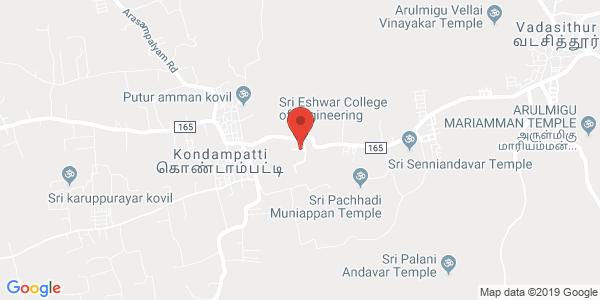 Arulmigu Vellai
Vinayakar Temple
Vadasithur
வடசித்தூர்
Arasampalyam Rd
Putur amman kovil
Sri Eshwar College
of Engineering
165
Kondampatti
கொண்டாம்பட்டி
165
Sri Senniandavar Temple
ARULMIGU
MARIAMMAN TEMPLE
அருள்மிகு
மாரியம்மன்...
Sri karuppurayar kovil
Sri Pachhadi
Muniappan Temple
Sri Palani
Andavar Temple
Google
Map data ©2019 Google